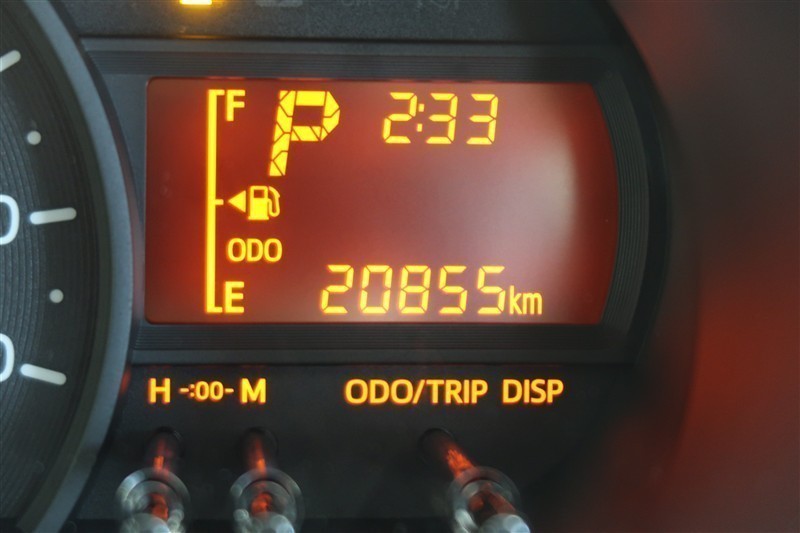 F P 2:33
ODO
E 20855km
H -:00- M ODO/TRIP DISP